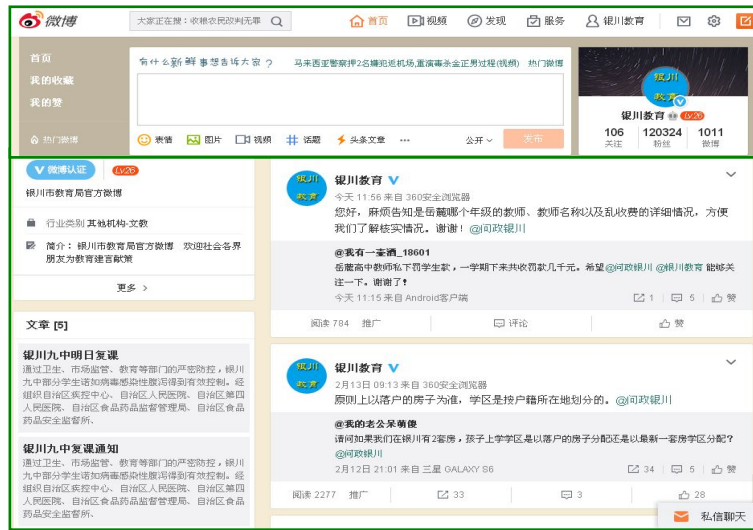 微博
大家正在搜：收粮农民改判无罪
首页 视频 发现 服务 银川教育
首页
我的收藏
我的赞
热门微博
有什么新鲜事想告诉大家？
马来西亚警察押2名嫌犯返机场,重演毒杀金正男过程(视频) 热门微博
表情 图片 视频 话题 头条文章 ... 公开 发布
银川
教育
银川教育 Lv.26
106 120324 1011
关注 粉丝 微博
微博认证 Lv26
银川市教育局官方微博
行业类别 其他机构-文教
简介： 银川市教育局官方微博 欢迎社会各界
朋友为教育建言献策
更多 >
文章 [5]
银川九中明日复课
通过卫生、市场监管、教育等部门的严密防控，银川
九中部分学生诺如病毒感染性腹泻得到有效控制。经
组织自治区疾控中心、自治区人民医院、自治区第四
人民医院、自治区食品药品监督管理局、自治区食品
药品安全监督所、
银川九中复课通知
通过卫生、市场监管、教育等部门的严密防控，银川
九中部分学生诺如病毒感染性腹泻得到有效控制。经
组织自治区疾控中心、自治区人民医院、自治区第四
人民医院、自治区食品药品监督管理局、自治区食品
药品安全监督所、
银川
教育
银川教育
今天 11:56 来自 360安全浏览器
您好，麻烦告知是岳麓哪个年级的教师、教师名称以及乱收费的详细情况，方便
我们了解核实情况。谢谢！@问政银川
@我有一壶酒_18601
岳麓高中教师私下罚学生款，一学期下来共收罚款几千元。希望@问政银川 @银川教育 能够关
注一下。谢谢了！
今天 11:15 来自 Android客户端 1 5 赞
阅读 784 推广 评论 赞
银川
教育
银川教育
2月13日 09:13 来自 360安全浏览器
原则上以落户的房子为准，学区是按户籍所在地划分的。@问政银川
@我的老公呆萌傻
请问如果我们在银川有2套房，孩子上学学区是以落户的房子分配还是以最新一套房学区分配？
@问政银川
2月12日 21:01 来自 三星 GALAXY S6 34 5 赞
阅读 2277 推广 33 3 28
私信聊天